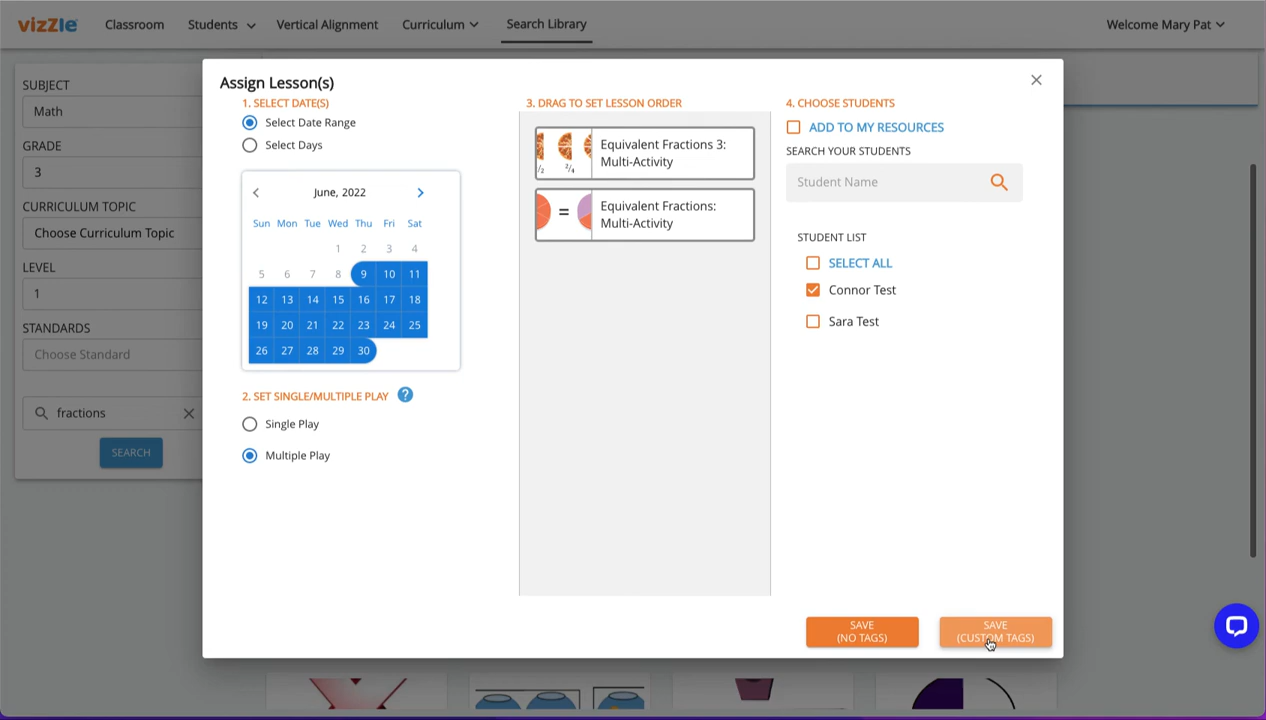 vizZle
Classroom
Students
Vertical Alignment
Curriculum
Search Library
Welcome Mary Pat
SUBJECT
Math
GRADE
3
CURRICULUM TOPIC
Choose Curriculum Topic
LEVEL
1
STANDARDS
Choose Standard
fractions
SEARCH
Assign Lesson(s)
1. SELECT DATE(S)
Select Date Range
Select Days
June, 2022
Sun Mon Tue Wed Thu Fri Sat
1 2 3 4
5 6 7 8 9 10 11
12 13 14 15 16 17 18
19 20 21 22 23 24 25
26 27 28 29 30
2. SET SINGLE/MULTIPLE PLAY ?
Single Play
Multiple Play
3. DRAG TO SET LESSON ORDER
/2 2/4
Equivalent Fractions 3:
Multi-Activity
=
Equivalent Fractions:
Multi-Activity
4. CHOOSE STUDENTS
ADD TO MY RESOURCES
SEARCH YOUR STUDENTS
Student Name
STUDENT LIST
SELECT ALL
Connor Test
Sara Test
SAVE
(NO TAGS)
SAVE
(CUSTOM TAGS)